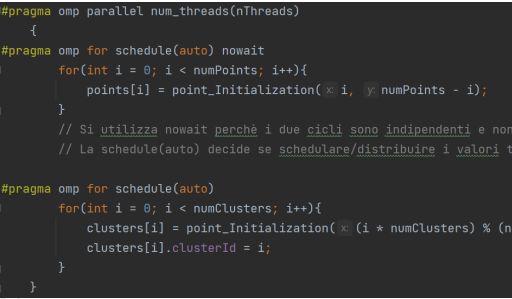 #pragma omp parallel num_threads(nThreads)
{
#pragma omp for schedule(auto) nowait
for(int i = 0; i < numPoints; i++){
points[i] = point_Initialization( x: i, y: numPoints - i);
}
// Si utilizza nowait perchè i due cicli sono indipendenti e non
// La schedule(auto) decide se schedulare/distribuire i valori t
#pragma omp for schedule(auto)
for(int i = 0; i < numClusters; i++){
clusters[i] = point_Initialization( x: (i * numClusters) % (n
clusters[i].clusterId = i;
}
}